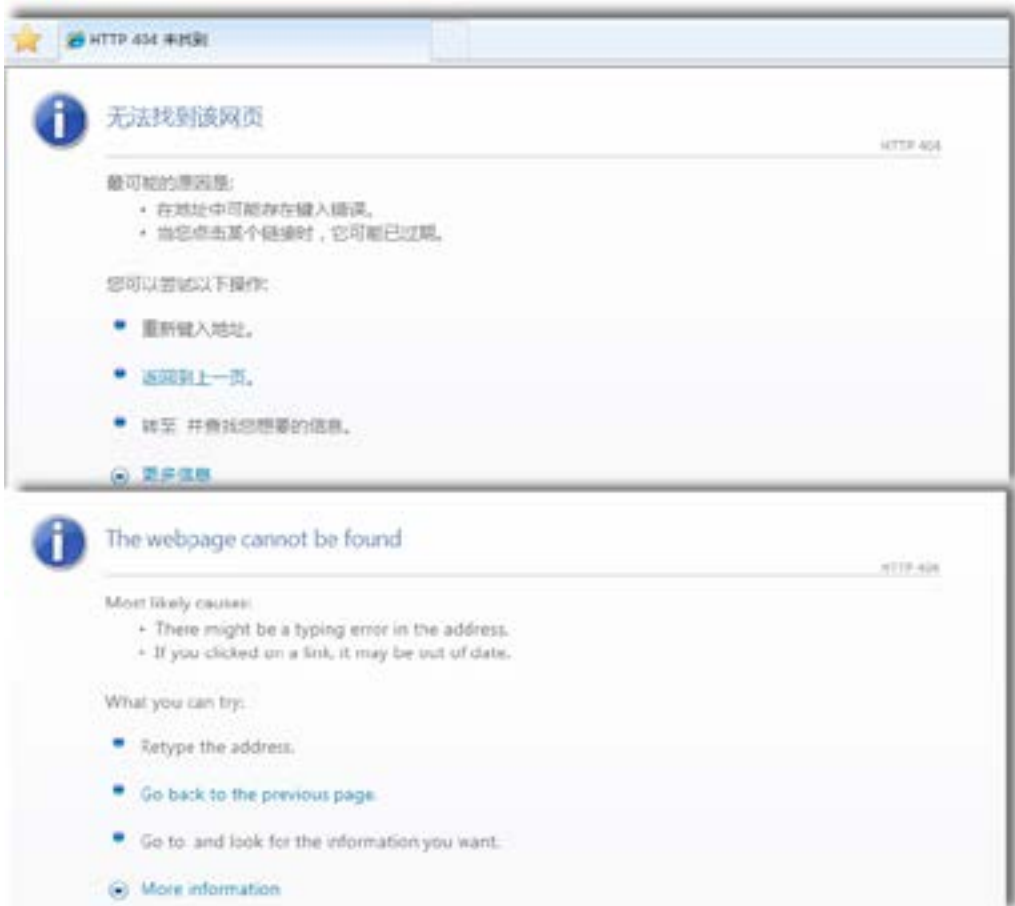 HTTP 404 未找到
无法找到该网页
HTTP 404
最可能的原因是:
• 在地址中可能存在键入错误。
• 当您点击某个链接时，它可能已过期。
您可以尝试以下操作:
重新键入地址。
返回到上一页。
转至 并查找您想要的信息。
更多信息
The webpage cannot be found
HTTP 404
Most likely causes:
• There might be a typing error in the address.
• If you clicked on a link, it may be out of date.
What you can try:
Retype the address.
Go back to the previous page.
Go to and look for the information you want.
More information